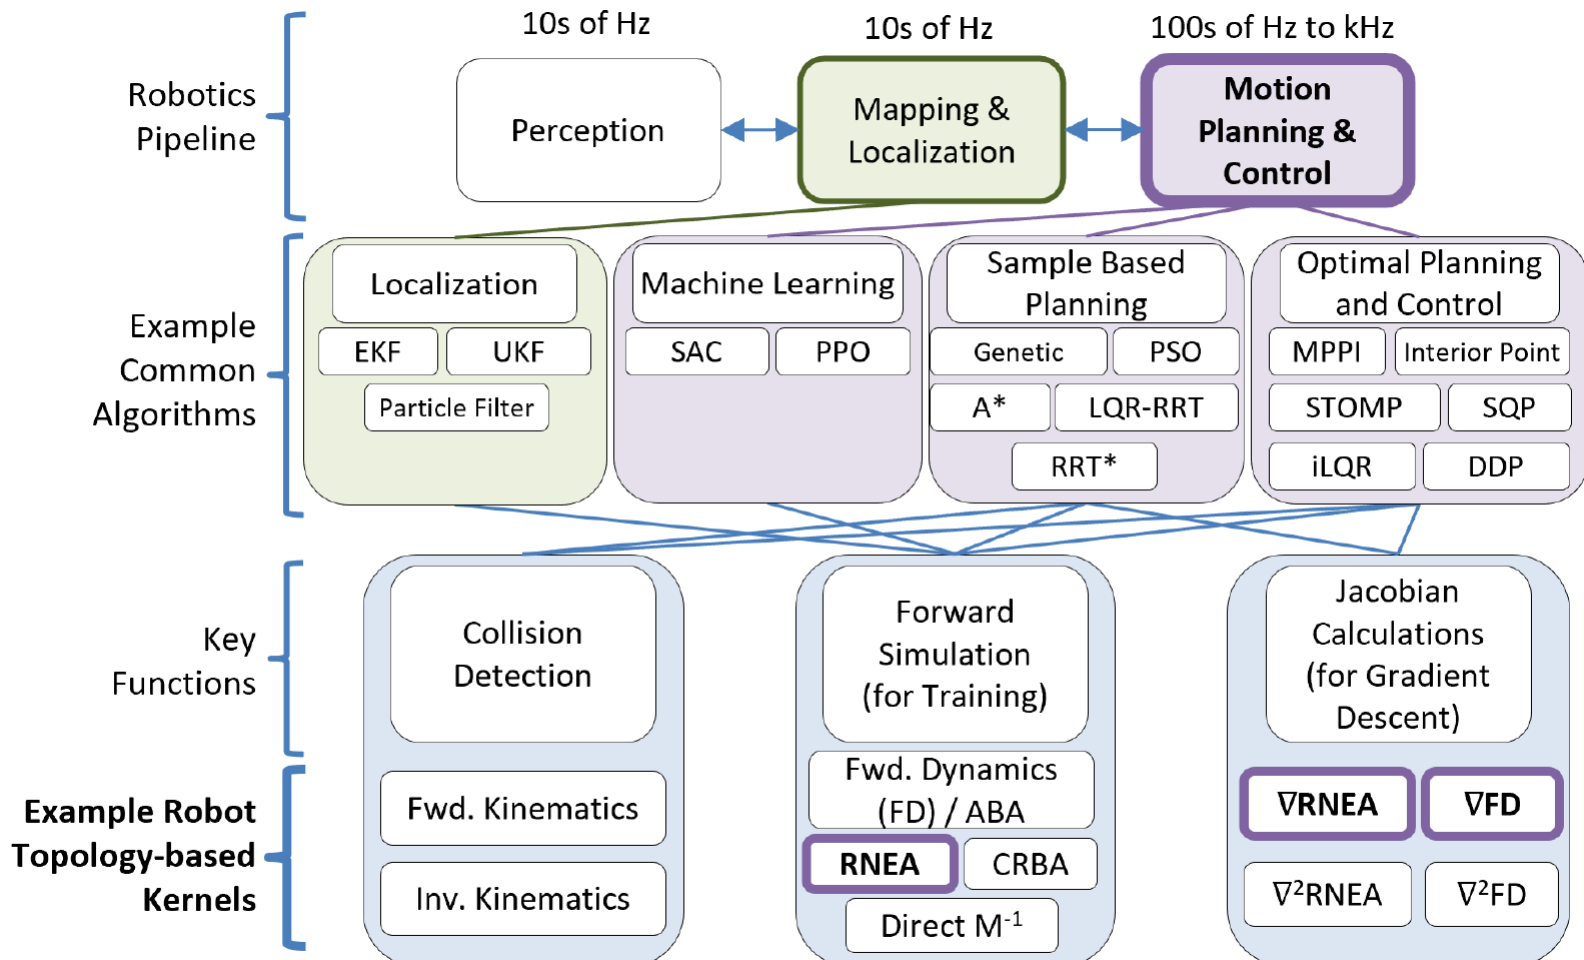 10s of Hz
10s of Hz
100s of Hz to kHz
Robotics
Pipeline
Perception
Mapping &
Localization
Motion
Planning &
Control
Example
Common
Algorithms
Localization
EKF
UKF
Particle Filter
Machine Learning
SAC
PPO
Sample Based
Planning
Genetic
PSO
A*
LQR-RRT
RRT*
Optimal Planning
and Control
MPPI
Interior Point
STOMP
SQP
iLQR
DDP
Key
Functions
Collision
Detection
Forward
Simulation
(for Training)
Jacobian
Calculations
(for Gradient
Descent)
Example Robot
Topology-based
Kernels
Fwd. Kinematics
Inv. Kinematics
Fwd. Dynamics
(FD) / ABA
RNEA
CRBA
Direct M⁻¹
∇RNEA
∇FD
∇²RNEA
∇²FD